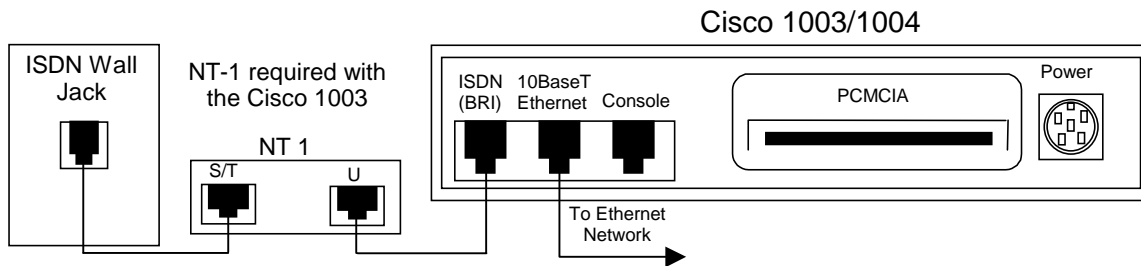 Cisco 1003/1004
ISDN Wall
Jack
NT-1 required with
the Cisco 1003
NT 1
S/T
U
ISDN
(BRI)
10BaseT
Ethernet
Console
PCMCIA
Power
To Ethernet
Network